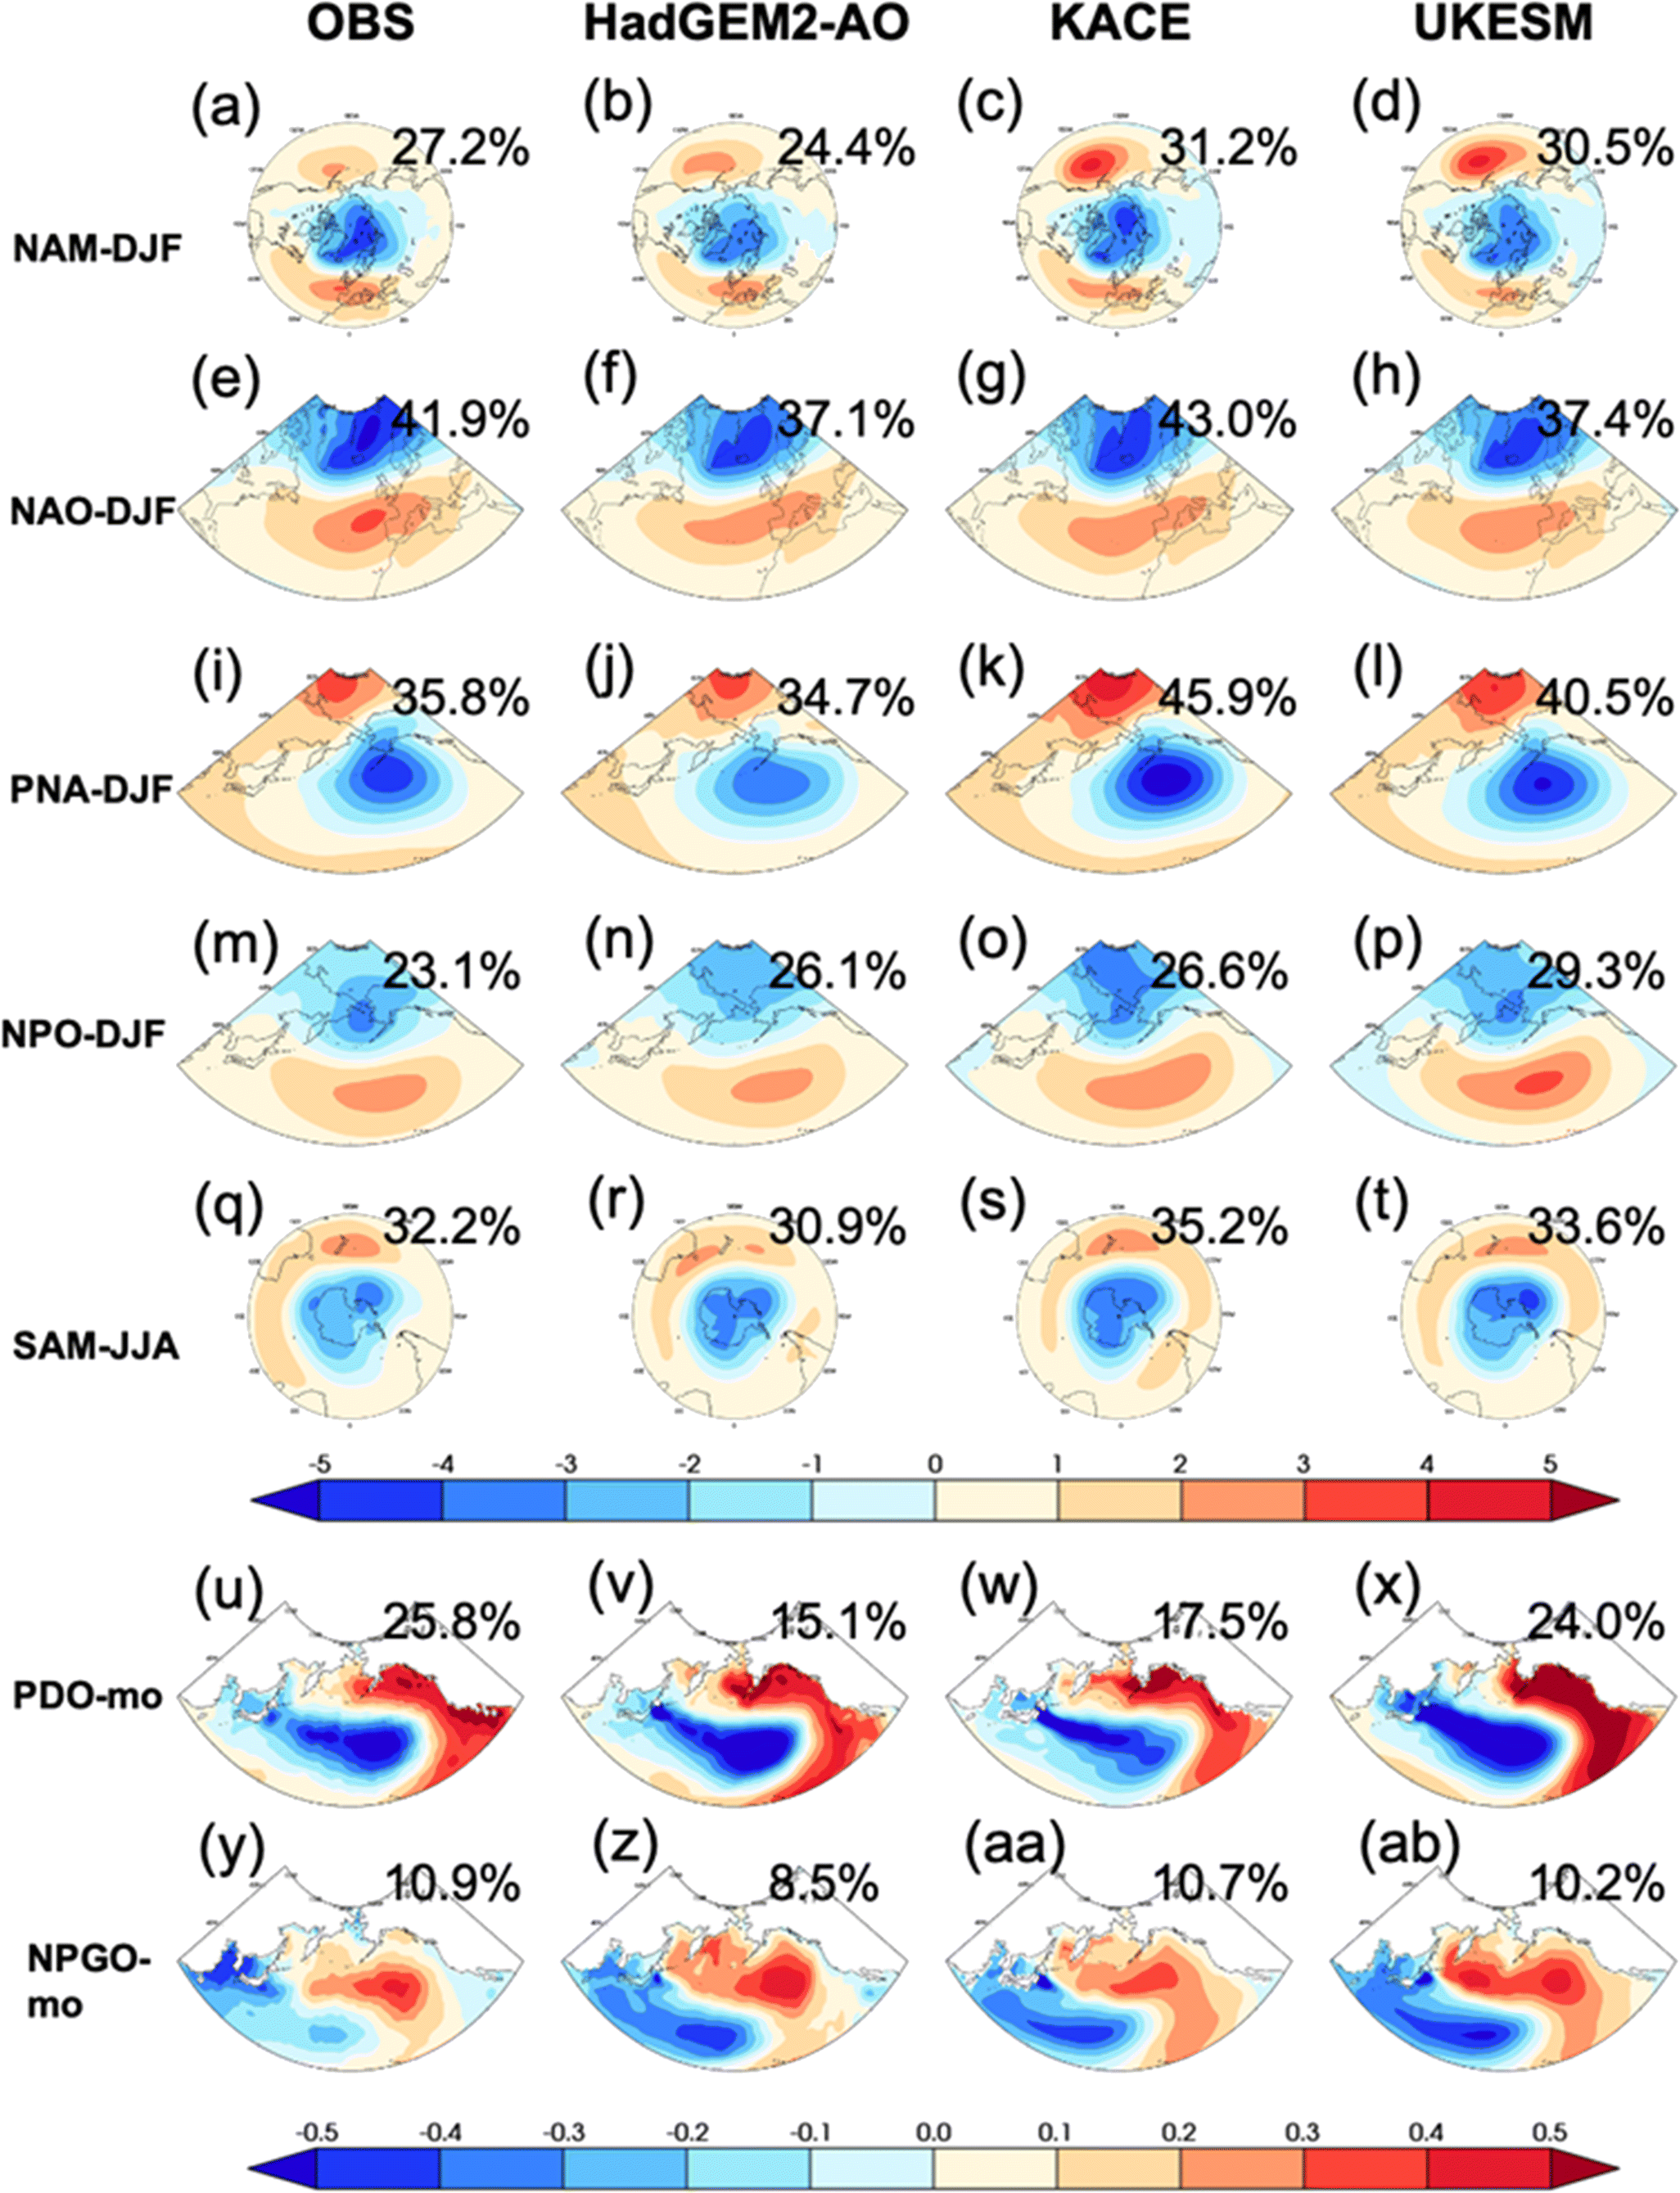 OBS HadGEM2-AO KACE UKESM
(a) 27.2% (b) 24.4% (c) 31.2% (d) 30.5%
NAM-DJF
(e) 41.9% (f) 37.1% (g) 43.0% (h) 37.4%
NAO-DJF
(i) 35.8% (j) 34.7% (k) 45.9% (l) 40.5%
PNA-DJF
(m) 23.1% (n) 26.1% (o) 26.6% (p) 29.3%
NPO-DJF
(q) 32.2% (r) 30.9% (s) 35.2% (t) 33.6%
SAM-JJA
-5 -4 -3 -2 -1 0 1 2 3 4 5
(u) 25.8% (v) 15.1% (w) 17.5% (x) 24.0%
PDO-mo
(y) 10.9% (z) 8.5% (aa) 10.7% (ab) 10.2%
NPGO-
mo
-0.5 -0.4 -0.3 -0.2 -0.1 0.0 0.1 0.2 0.3 0.4 0.5